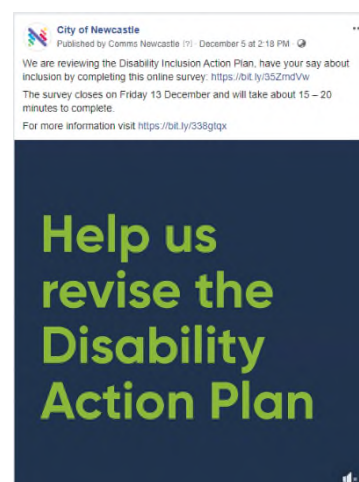 City of Newcastle
Published by Comms Newcastle [?] · December 5 at 2:18 PM ·
We are reviewing the Disability Inclusion Action Plan, have your say about
inclusion by completing this online survey: https://bit.ly/35ZmdVw
The survey closes on Friday 13 December and will take about 15 – 20
minutes to complete.
For more information visit https://bit.ly/338gtqx
Help us
revise the
Disability
Action Plan